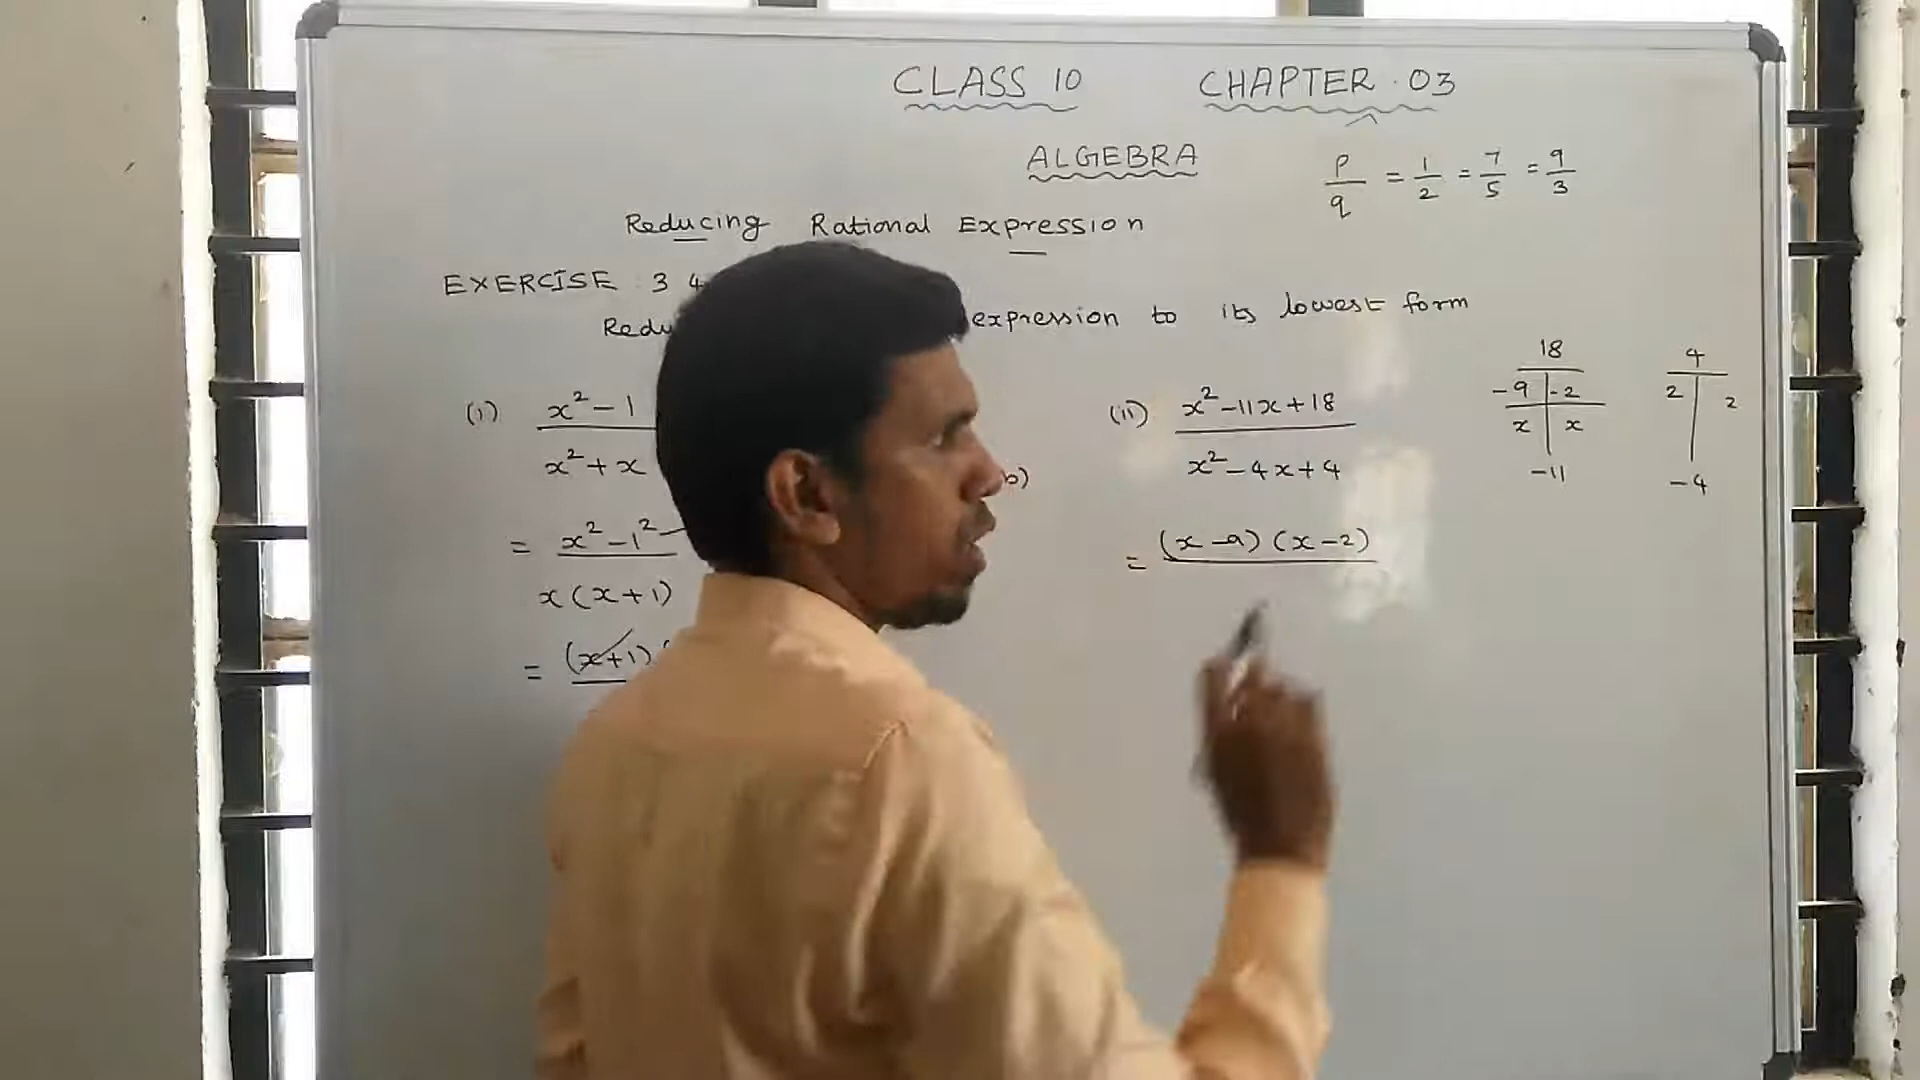 CLASS 10 CHAPTER . 03
ALGEBRA
p/q = 1/2 = 7/5 = 9/3
Reducing Rational Expression
EXERCISE : 3 4
expression to its lowest form
(i) x² - 1
x² + x
= x² - 1²
x (x + 1)
= (x+1)
b)
(ii) x² - 11x + 18
x² - 4x + 4
= (x - 9) (x - 2)
18
-9 -2
x x
-11
4
2 2
-4